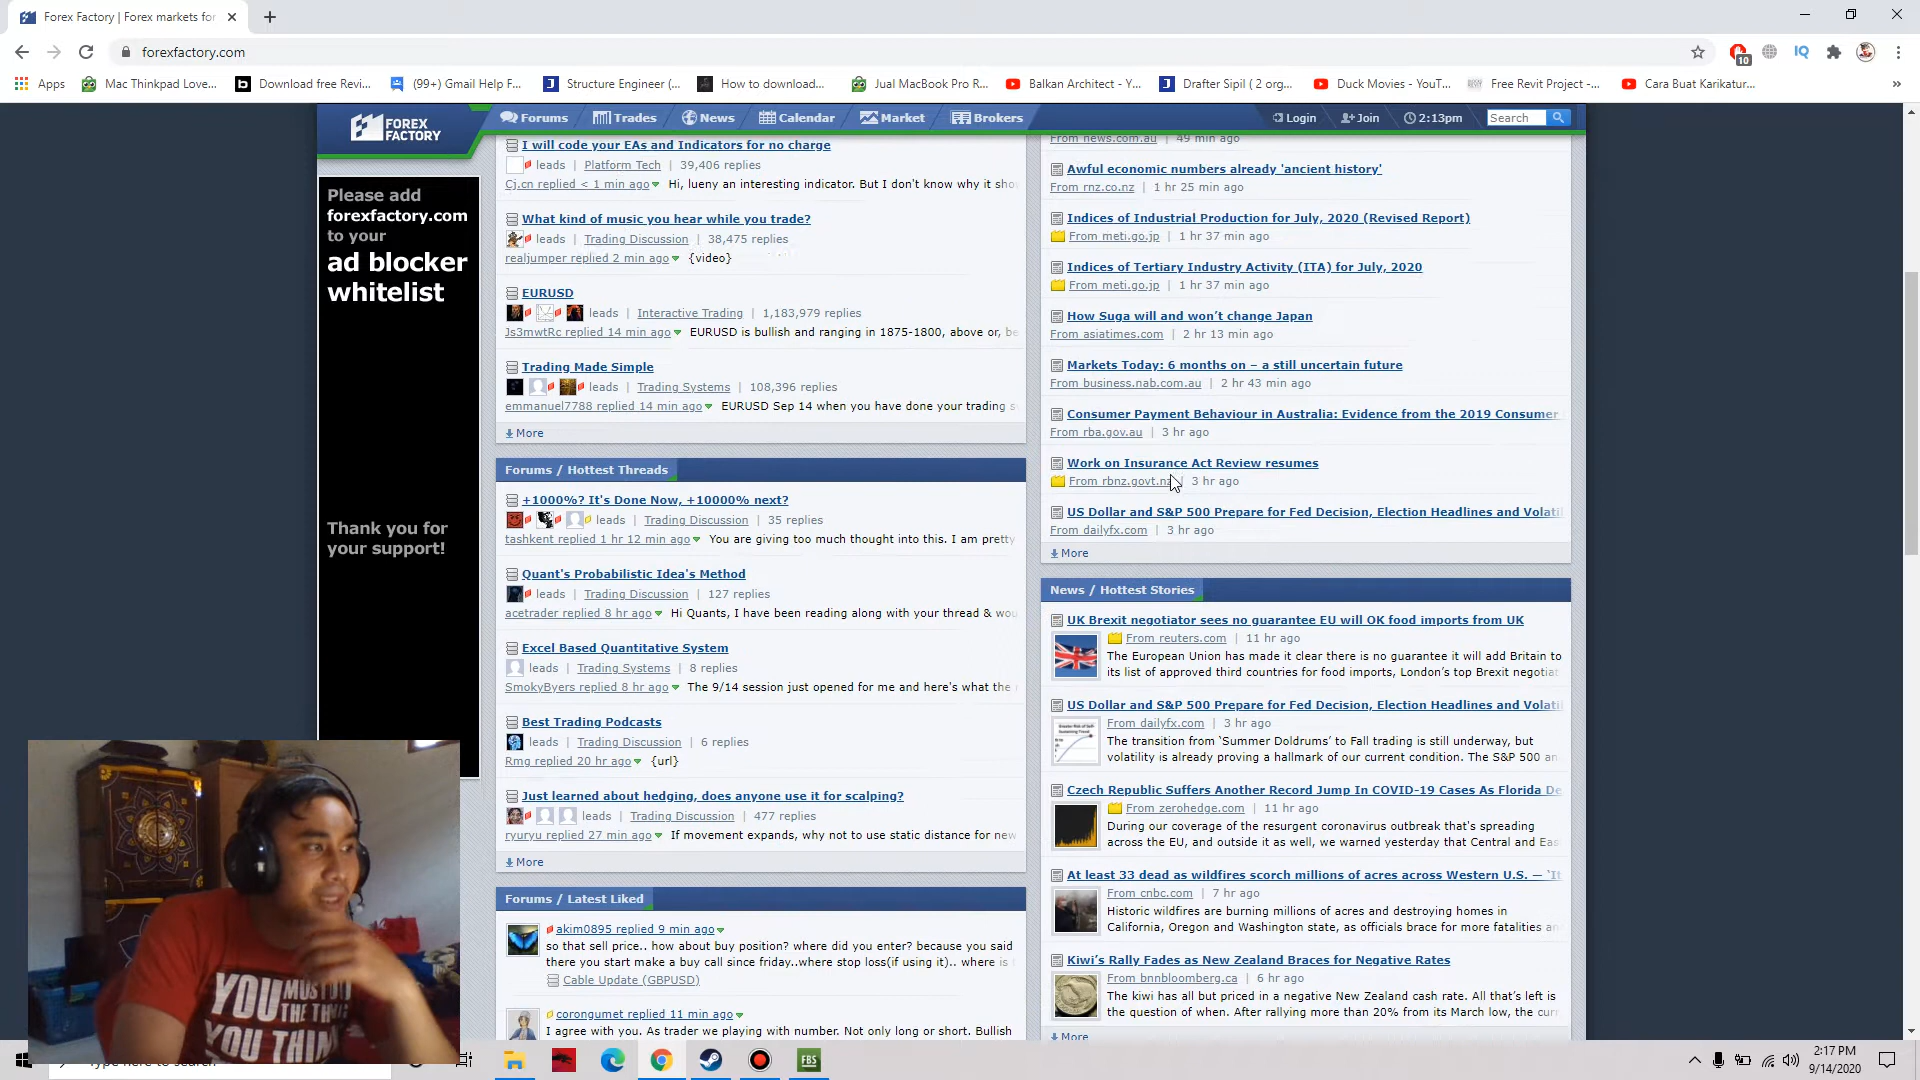 Forex Factory | Forex markets for
forexfactory.com
10
Apps
Mac Thinkpad Love...
Download free Revi...
(99+) Gmail Help F...
Structure Engineer (...
How to download...
Jual MacBook Pro R...
Balkan Architect - Y...
Drafter Sipil ( 2 org...
Duck Movies - YouT...
Free Revit Project -...
Cara Buat Karikatur...
FOREX
FACTORY
Forums
Trades
News
Calendar
Market
Brokers
Login
Join
2:13pm
Search
Please add
forexfactory.com
to your
ad blocker
whitelist
Thank you for
your support!
I will code your EAs and Indicators for no charge
leads | Platform Tech | 39,406 replies
Cj.cn replied < 1 min ago Hi, lueny an interesting indicator. But I don't know why it sho
What kind of music you hear while you trade?
leads | Trading Discussion | 38,475 replies
realjumper replied 2 min ago {video}
EURUSD
leads | Interactive Trading | 1,183,979 replies
Js3mwtRc replied 14 min ago EURUSD is bullish and ranging in 1875-1800, above or, be
Trading Made Simple
leads | Trading Systems | 108,396 replies
emmanuel7788 replied 14 min ago EURUSD Sep 14 when you have done your trading s
More
Forums / Hottest Threads
+1000%? It's Done Now, +10000% next?
leads | Trading Discussion | 35 replies
tashkent replied 1 hr 12 min ago You are giving too much thought into this. I am pretty
Quant's Probabilistic Idea's Method
leads | Trading Discussion | 127 replies
acetrader replied 8 hr ago Hi Quants, I have been reading along with your thread & wou
Excel Based Quantitative System
leads | Trading Systems | 8 replies
SmokyByers replied 8 hr ago The 9/14 session just opened for me and here's what the
Best Trading Podcasts
leads | Trading Discussion | 6 replies
Rmg replied 20 hr ago {url}
Just learned about hedging, does anyone use it for scalping?
leads | Trading Discussion | 477 replies
ryuryu replied 27 min ago If movement expands, why not to use static distance for new
More
Forums / Latest Liked
akim0895 replied 9 min ago
so that sell price.. how about buy position? where did you enter? because you said
there you start make a buy call since friday..where stop loss(if using it).. where is
Cable Update (GBPUSD)
corongumet replied 11 min ago
I agree with you. As trader we playing with number. Not only long or short. Bullish
From news.com.au | 49 min ago
Awful economic numbers already 'ancient history'
From rnz.co.nz | 1 hr 25 min ago
Indices of Industrial Production for July, 2020 (Revised Report)
From meti.go.jp | 1 hr 37 min ago
Indices of Tertiary Industry Activity (ITA) for July, 2020
From meti.go.jp | 1 hr 37 min ago
How Suga will and won't change Japan
From asiatimes.com | 2 hr 13 min ago
Markets Today: 6 months on – a still uncertain future
From business.nab.com.au | 2 hr 43 min ago
Consumer Payment Behaviour in Australia: Evidence from the 2019 Consumer
From rba.gov.au | 3 hr ago
Work on Insurance Act Review resumes
From rbnz.govt.nz | 3 hr ago
US Dollar and S&P 500 Prepare for Fed Decision, Election Headlines and Volati
From dailyfx.com | 3 hr ago
More
News / Hottest Stories
UK Brexit negotiator sees no guarantee EU will OK food imports from UK
From reuters.com | 11 hr ago
The European Union has made it clear there is no guarantee it will add Britain to
its list of approved third countries for food imports, London's top Brexit negotiat
US Dollar and S&P 500 Prepare for Fed Decision, Election Headlines and Volati
From dailyfx.com | 3 hr ago
The transition from 'Summer Doldrums' to Fall trading is still underway, but
volatility is already proving a hallmark of our current condition. The S&P 500 an
Czech Republic Suffers Another Record Jump In COVID-19 Cases As Florida De
From zerohedge.com | 11 hr ago
During our coverage of the resurgent coronavirus outbreak that's spreading
across the EU, and outside it as well, we warned yesterday that Central and Eas
At least 33 dead as wildfires scorch millions of acres across Western U.S. — 'It
From cnbc.com | 7 hr ago
Historic wildfires are burning millions of acres and destroying homes in
California, Oregon and Washington state, as officials brace for more fatalities an
Kiwi's Rally Fades as New Zealand Braces for Negative Rates
From bnnbloomberg.ca | 6 hr ago
The kiwi has all but priced in a negative New Zealand cash rate. All that's left is
the question of when. After rallying more than 20% from its March low, the curr
More
YOU MUST
THE THIN
YOU THIN
Type here to search
FBS
2:17 PM
9/14/2020